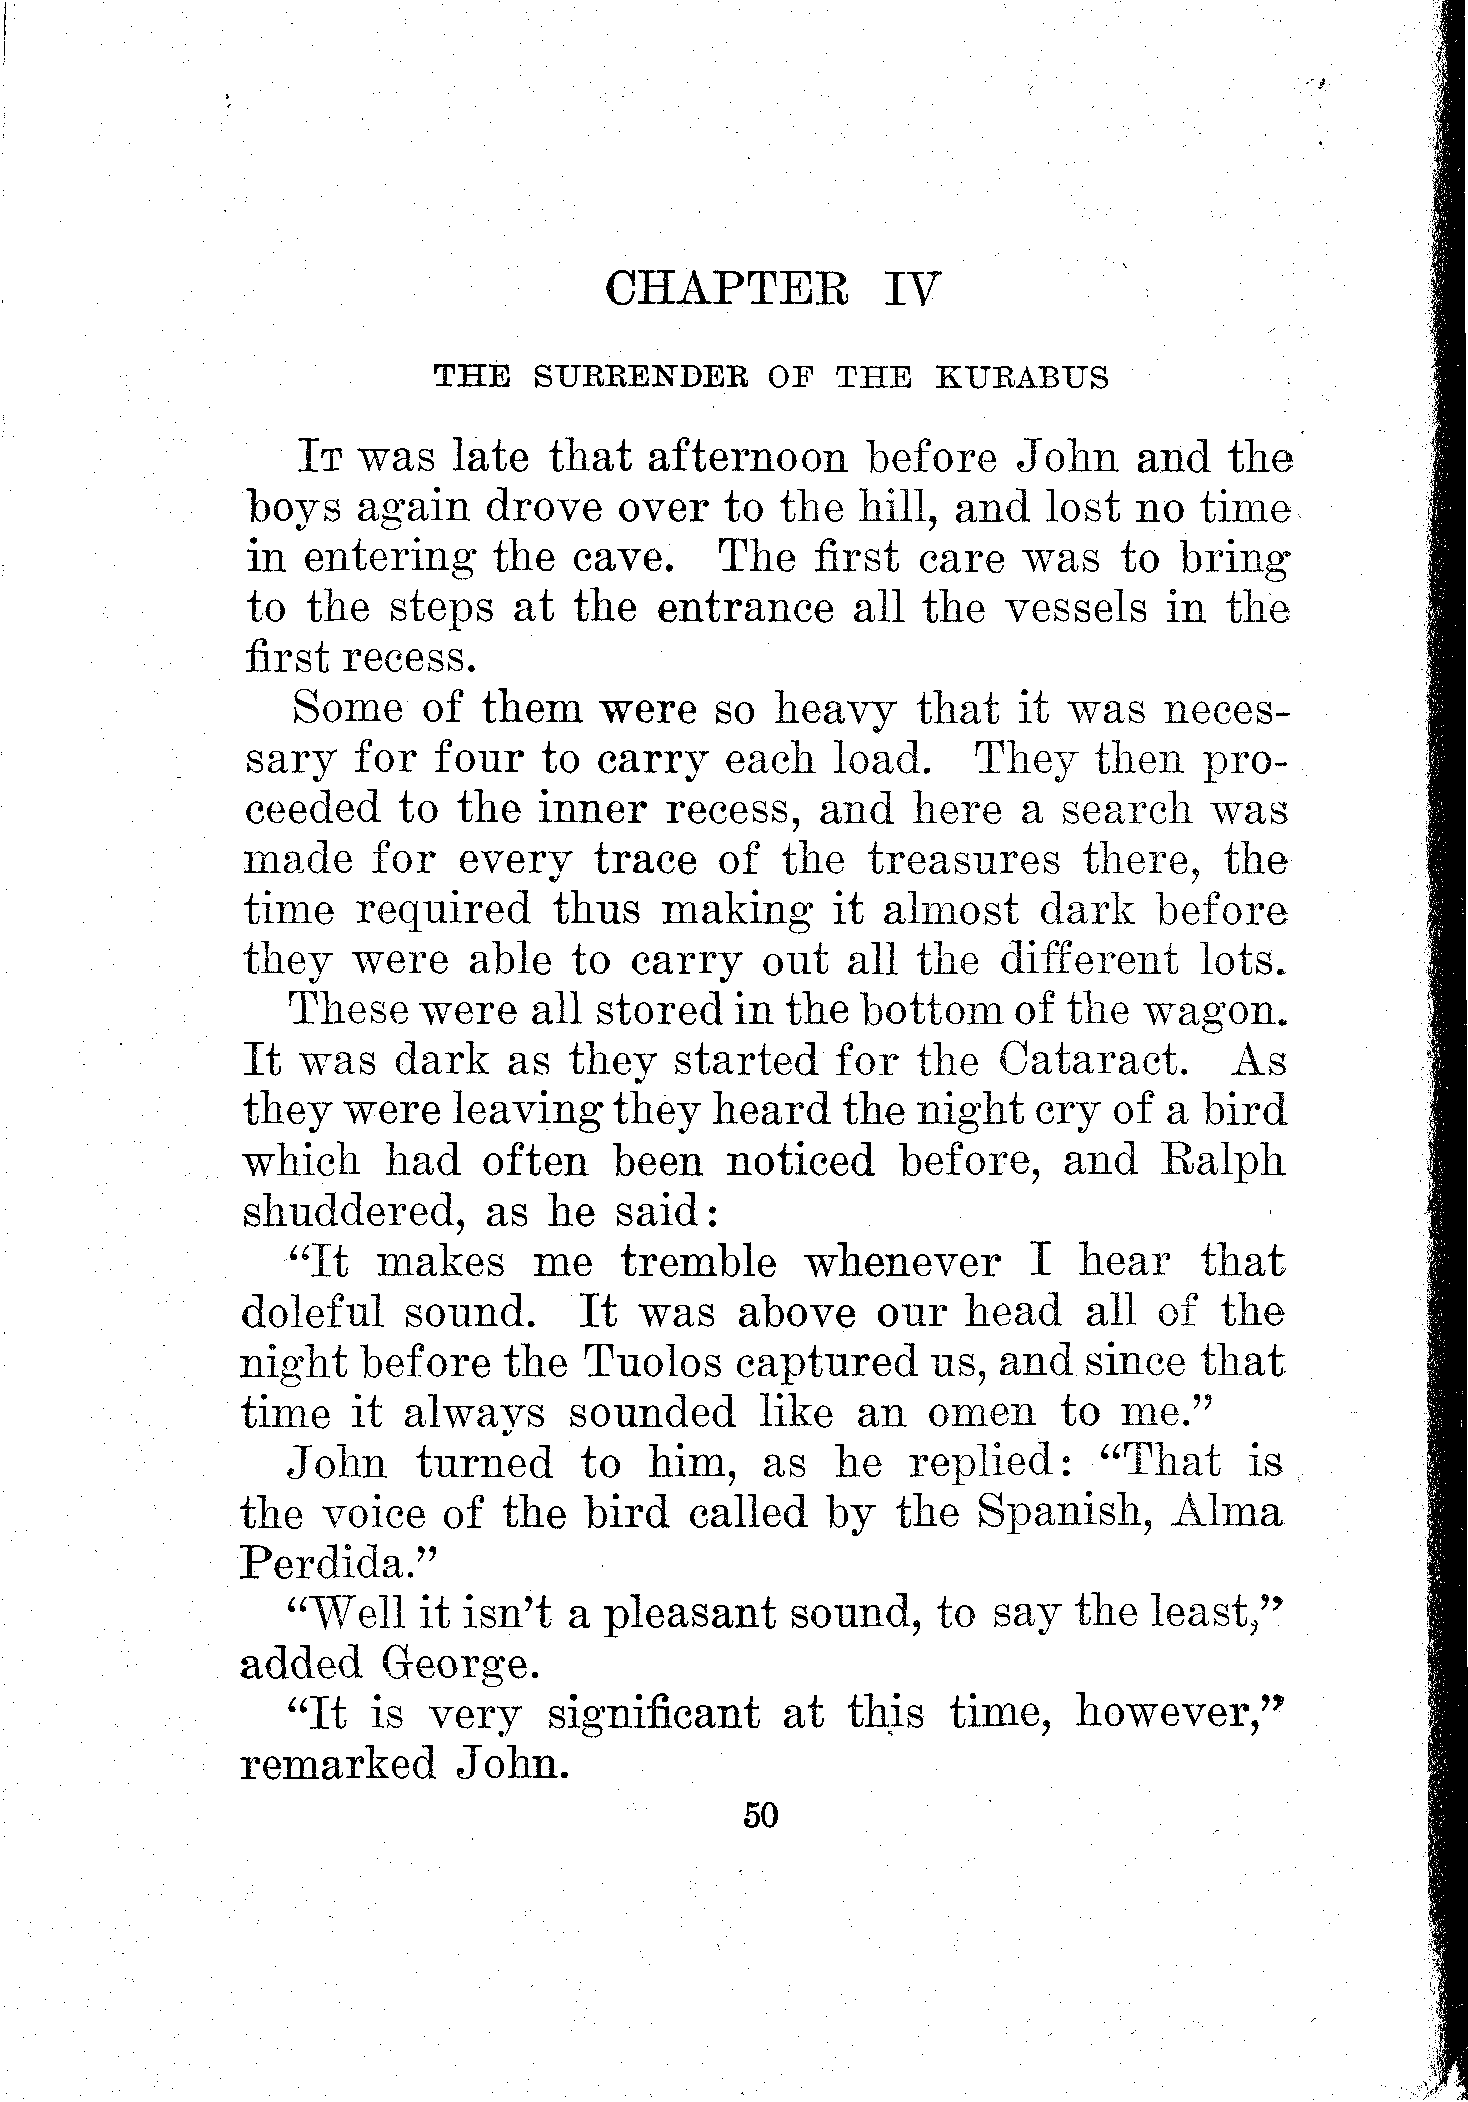 CHAPTER IV
THE SURRENDER OF THE KURABUS
IT was late that afternoon before John and the
boys again drove over to the hill, and lost no time
in entering the cave. The first care was to bring
to the steps at the entrance all the vessels in the
first recess.
Some of them were so heavy that it was neces-
sary for four to carry each load. They then pro-
ceeded to the inner recess, and here a search was
made for every trace of the treasures there, the
time required thus making it almost dark before
they were able to carry out all the different lots.
These were all stored in the bottom of the wagon.
It was dark as they started for the Cataract. As
they were leaving they heard the night cry of a bird
which had often been noticed before, and Ralph
shuddered, as he said:
“It makes me tremble whenever I hear that
doleful sound. It was above our head all of the
night before the Tuolos captured us, and since that
time it always sounded like an omen to me.”
John turned to him, as he replied: “That is
the voice of the bird called by the Spanish, Alma
Perdida.”
“Well it isn’t a pleasant sound, to say the least,”
added George.
“It is very significant at this time, however,”
remarked John.
50